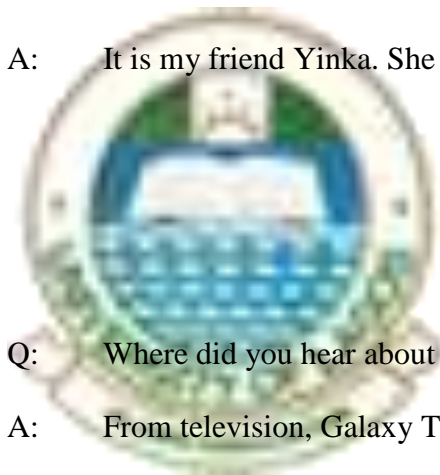 A: It is my friend Yinka. She
Q: Where did you hear about
A: From television, Galaxy T